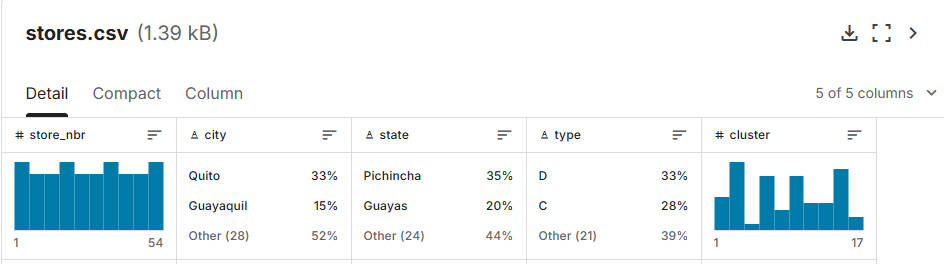 stores.csv (1.39 kB)
Detail Compact Column 5 of 5 columns
# store_nbr A city A state A type # cluster
Quito 33% Pichincha 35% D 33%
Guayaquil 15% Guayas 20% C 28%
Other (28) 52% Other (24) 44% Other (21) 39%
1 54 1 17